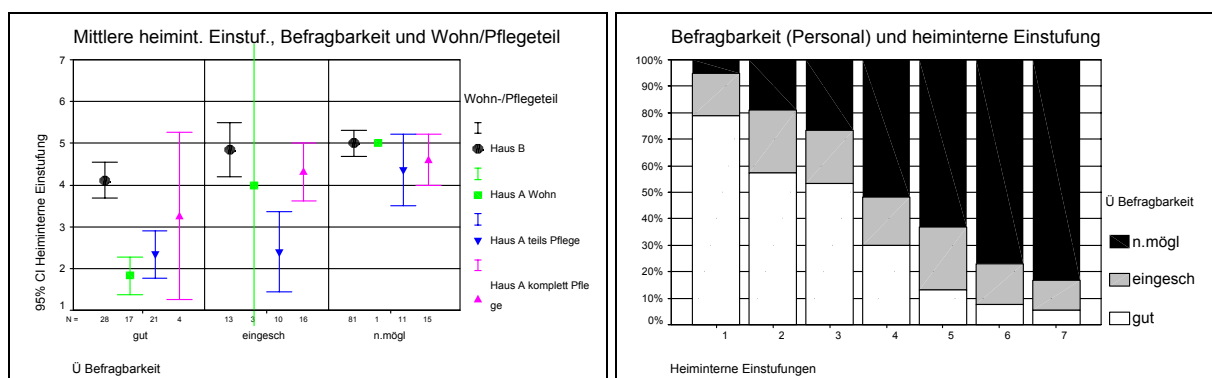 Mittlere heimint. Einstuf., Befragbarkeit und Wohn/Pflegeteil
95% CI Heiminterne Einstufung
7
6
5
4
3
2
1
N = 28 17 21 4 13 3 10 16 81 1 11 15
gut eingesch n.mögl
Ü Befragbarkeit
Wohn-/Pflegeteil
Haus B
Haus A Wohn
Haus A teils Pflege
Haus A komplett Pfle
ge
Befragbarkeit (Personal) und heiminterne Einstufung
100%
90%
80%
70%
60%
50%
40%
30%
20%
10%
0%
1 2 3 4 5 6 7
Heiminterne Einstufungen
Ü Befragbarkeit
n.mögl
eingesch
gut